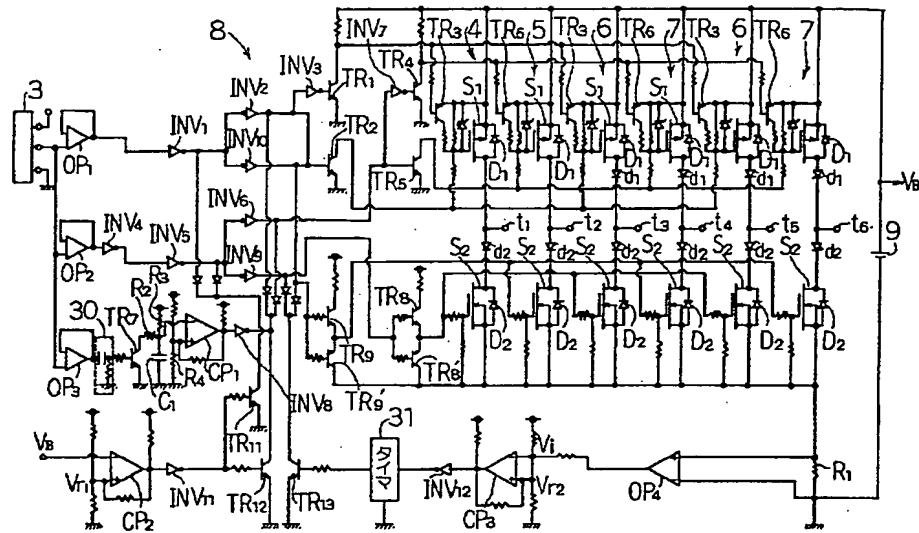 8 INV7 TR3 4 TR6 5 TR3 6 TR6 7 TR3 6 TR6 7
INV3 TR4
INV2 TR1
3 S1 S1 S1 S1
INV1 INV10 TR2
OP1 D1 D1 D1 D1 D1 D1
TR5 d1 d1 d1 d1
INV6 VB
INV4 INV5 INV9 t1 t2 t3 t4 t5 t6 9
S2 d2 S2 d2 S2 d2 S2 d2 S2 d2 S2 d2
OP2
R3 TR8
30 TR7 R2
D2 D2 D2 D2 D2 D2
TR9 TR8'
OP3 C1 R4 CP1 TR9'
INV8
TR11 31
VB Vi
タイマ R1
Vr1 INV11 INV12 Vr2 OP4
CP2 TR12 TR13 CP3